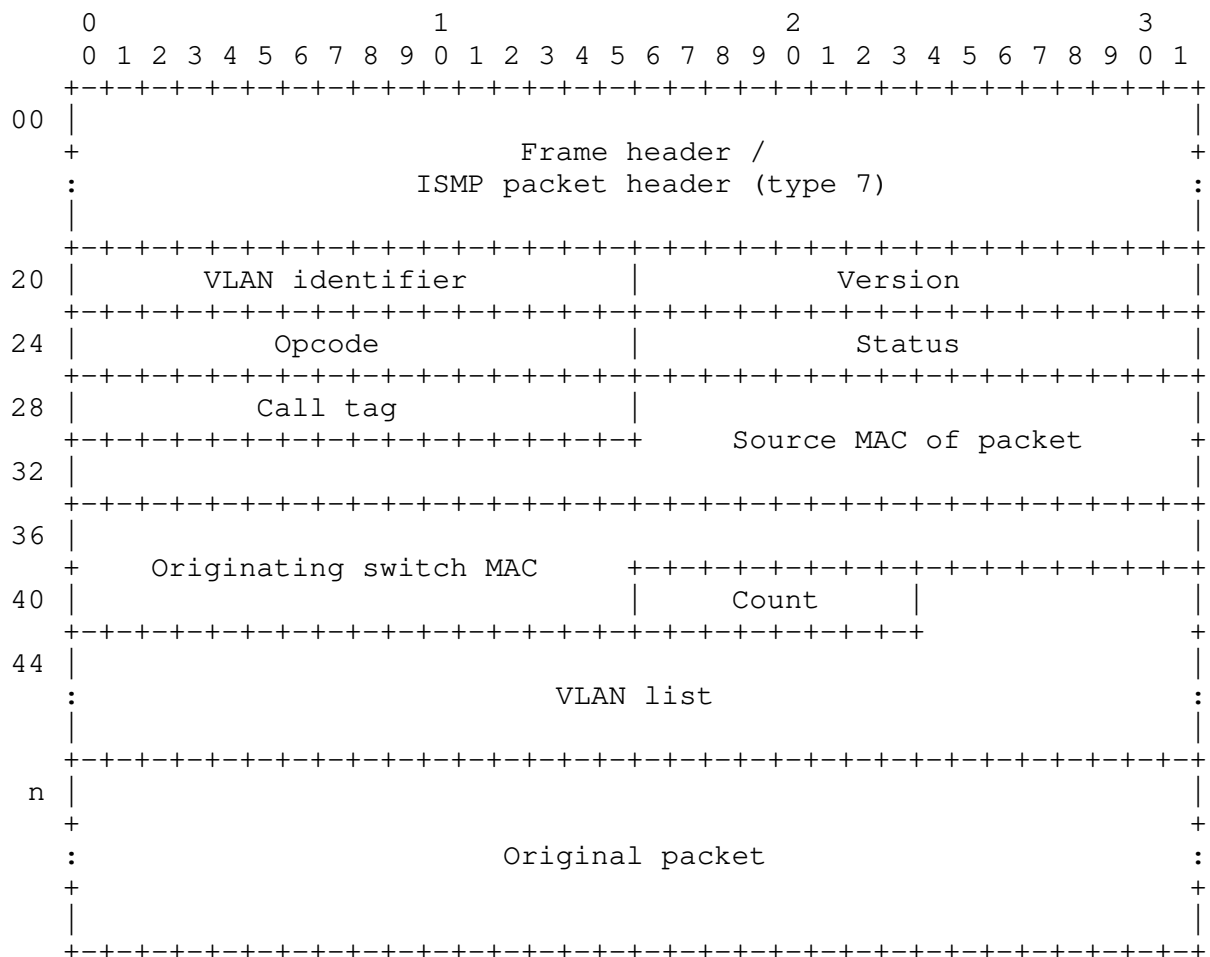 0                   1                   2                   3
0 1 2 3 4 5 6 7 8 9 0 1 2 3 4 5 6 7 8 9 0 1 2 3 4 5 6 7 8 9 0 1
+-+-+-+-+-+-+-+-+-+-+-+-+-+-+-+-+-+-+-+-+-+-+-+-+-+-+-+-+-+-+-+-+
00 |                                                               |
+                         Frame header /                        +
:                   ISMP packet header (type 7)                 :
|                                                               |
+-+-+-+-+-+-+-+-+-+-+-+-+-+-+-+-+-+-+-+-+-+-+-+-+-+-+-+-+-+-+-+-+
20 |       VLAN identifier         |           Version             |
+-+-+-+-+-+-+-+-+-+-+-+-+-+-+-+-+-+-+-+-+-+-+-+-+-+-+-+-+-+-+-+-+
24 |           Opcode              |            Status             |
+-+-+-+-+-+-+-+-+-+-+-+-+-+-+-+-+-+-+-+-+-+-+-+-+-+-+-+-+-+-+-+-+
28 |          Call tag             |                               |
+-+-+-+-+-+-+-+-+-+-+-+-+-+-+-+-+     Source MAC of packet      +
32 |                                                               |
+-+-+-+-+-+-+-+-+-+-+-+-+-+-+-+-+-+-+-+-+-+-+-+-+-+-+-+-+-+-+-+-+
36 |                                                               |
+    Originating switch MAC     +-+-+-+-+-+-+-+-+-+-+-+-+-+-+-+-+
40 |                               |     Count     |               |
+-+-+-+-+-+-+-+-+-+-+-+-+-+-+-+-+-+-+-+-+-+-+-+-+               +
44 |                                                               |
:                           VLAN list                           :
|                                                               |
+-+-+-+-+-+-+-+-+-+-+-+-+-+-+-+-+-+-+-+-+-+-+-+-+-+-+-+-+-+-+-+-+
n |                                                               |
+                                                               +
:                        Original packet                        :
+                                                               +
|                                                               |
+-+-+-+-+-+-+-+-+-+-+-+-+-+-+-+-+-+-+-+-+-+-+-+-+-+-+-+-+-+-+-+-+